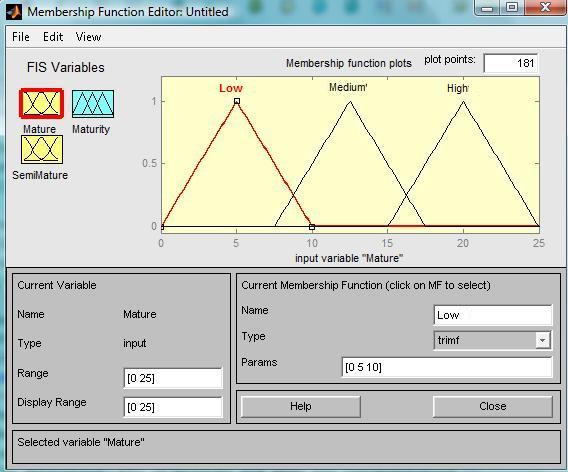 Membership Function Editor: Untitled
File Edit View
FIS Variables
Mature
Maturity
SemiMature
Membership function plots
plot points: 181
Low
Medium'
High
1
0.5
0
0 5 10 15 20 25
input variable "Mature"
Current Variable
Name Mature
Type input
Range [0 25]
Display Range [0 25]
Current Membership Function (click on MF to select)
Name Low
Type trimf
Params [0 5 10]
Help
Close
Selected variable "Mature"